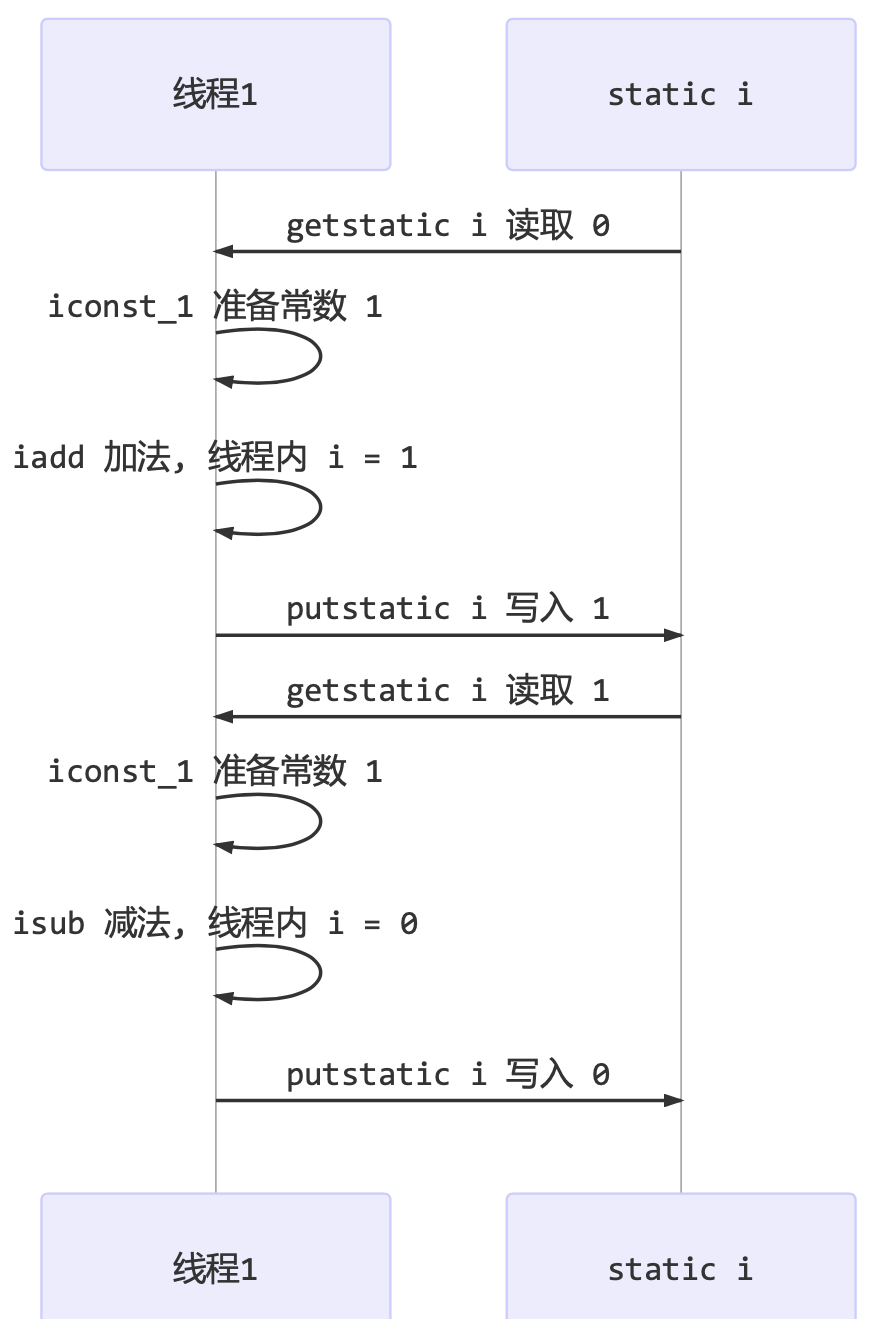 线程1
static i
getstatic i 读取 0
iconst_1 准备常数 1
iadd 加法, 线程内 i = 1
putstatic i 写入 1
getstatic i 读取 1
iconst_1 准备常数 1
isub 减法, 线程内 i = 0
putstatic i 写入 0
线程1
static i